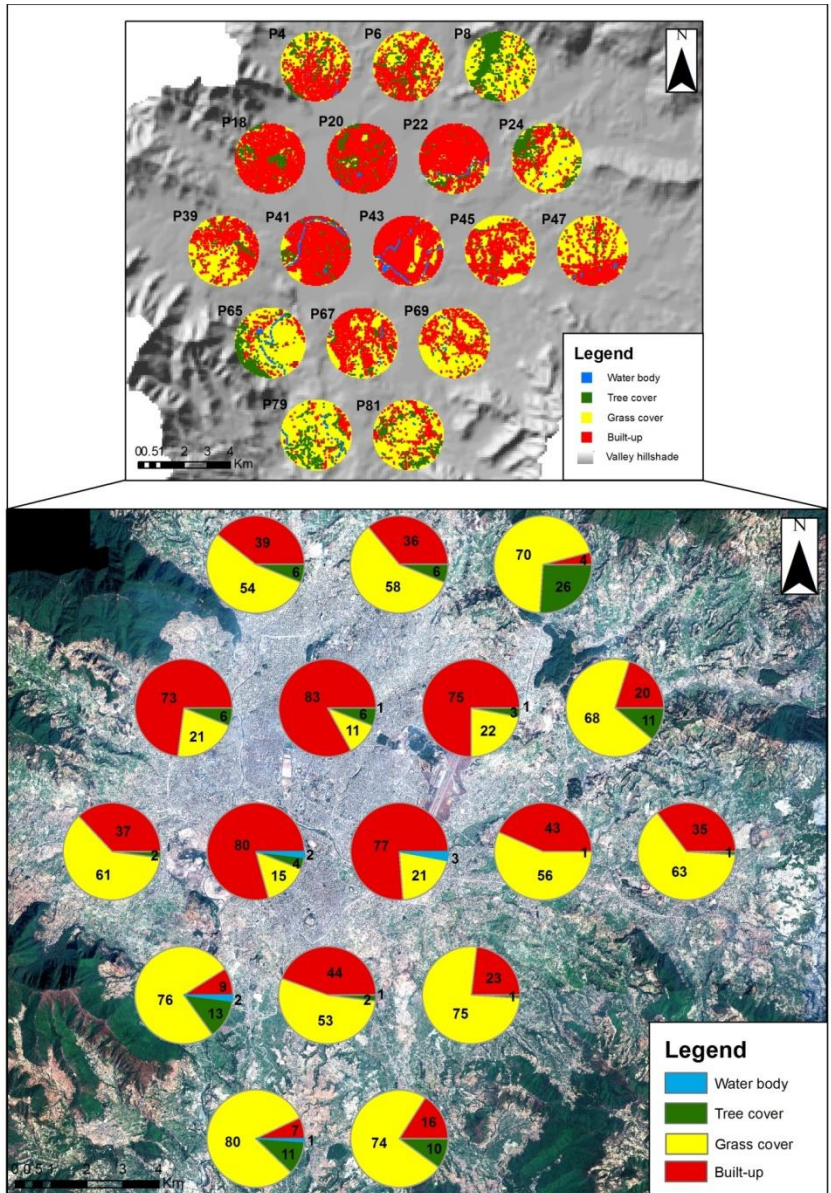 P4 P6 P8 N
P18 P20 P22 P24
P39 P41 P43 P45 P47
P65 P67 P69
P79 P81
Legend
Water body
Tree cover
Grass cover
Built-up
Valley hillshade
00.51 2 3 4
Km
N
39 6 54
36 6 58
70 4 26
73 6 21
83 1 6 11
75 1 3 22
20 11 68
37 2 61
80 2 4 15
77 3 21
43 1 56
35 1 63
76 9 2 13
44 1 2 53
23 1 75
80 7 1 11
16 10 74
Legend
Water body
Tree cover
Grass cover
Built-up
0 0.5 1 2 3 4
Km